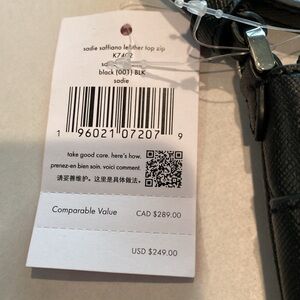 sadie saffiano leather top zip
K7402
black (001) BLK
sadie
1 96021 07207 9
take good care. here's how.
prenez-en bien soin. voici comment.
请妥善维护。这里是具体做法。
Comparable Value CAD $289.00
USD $249.00